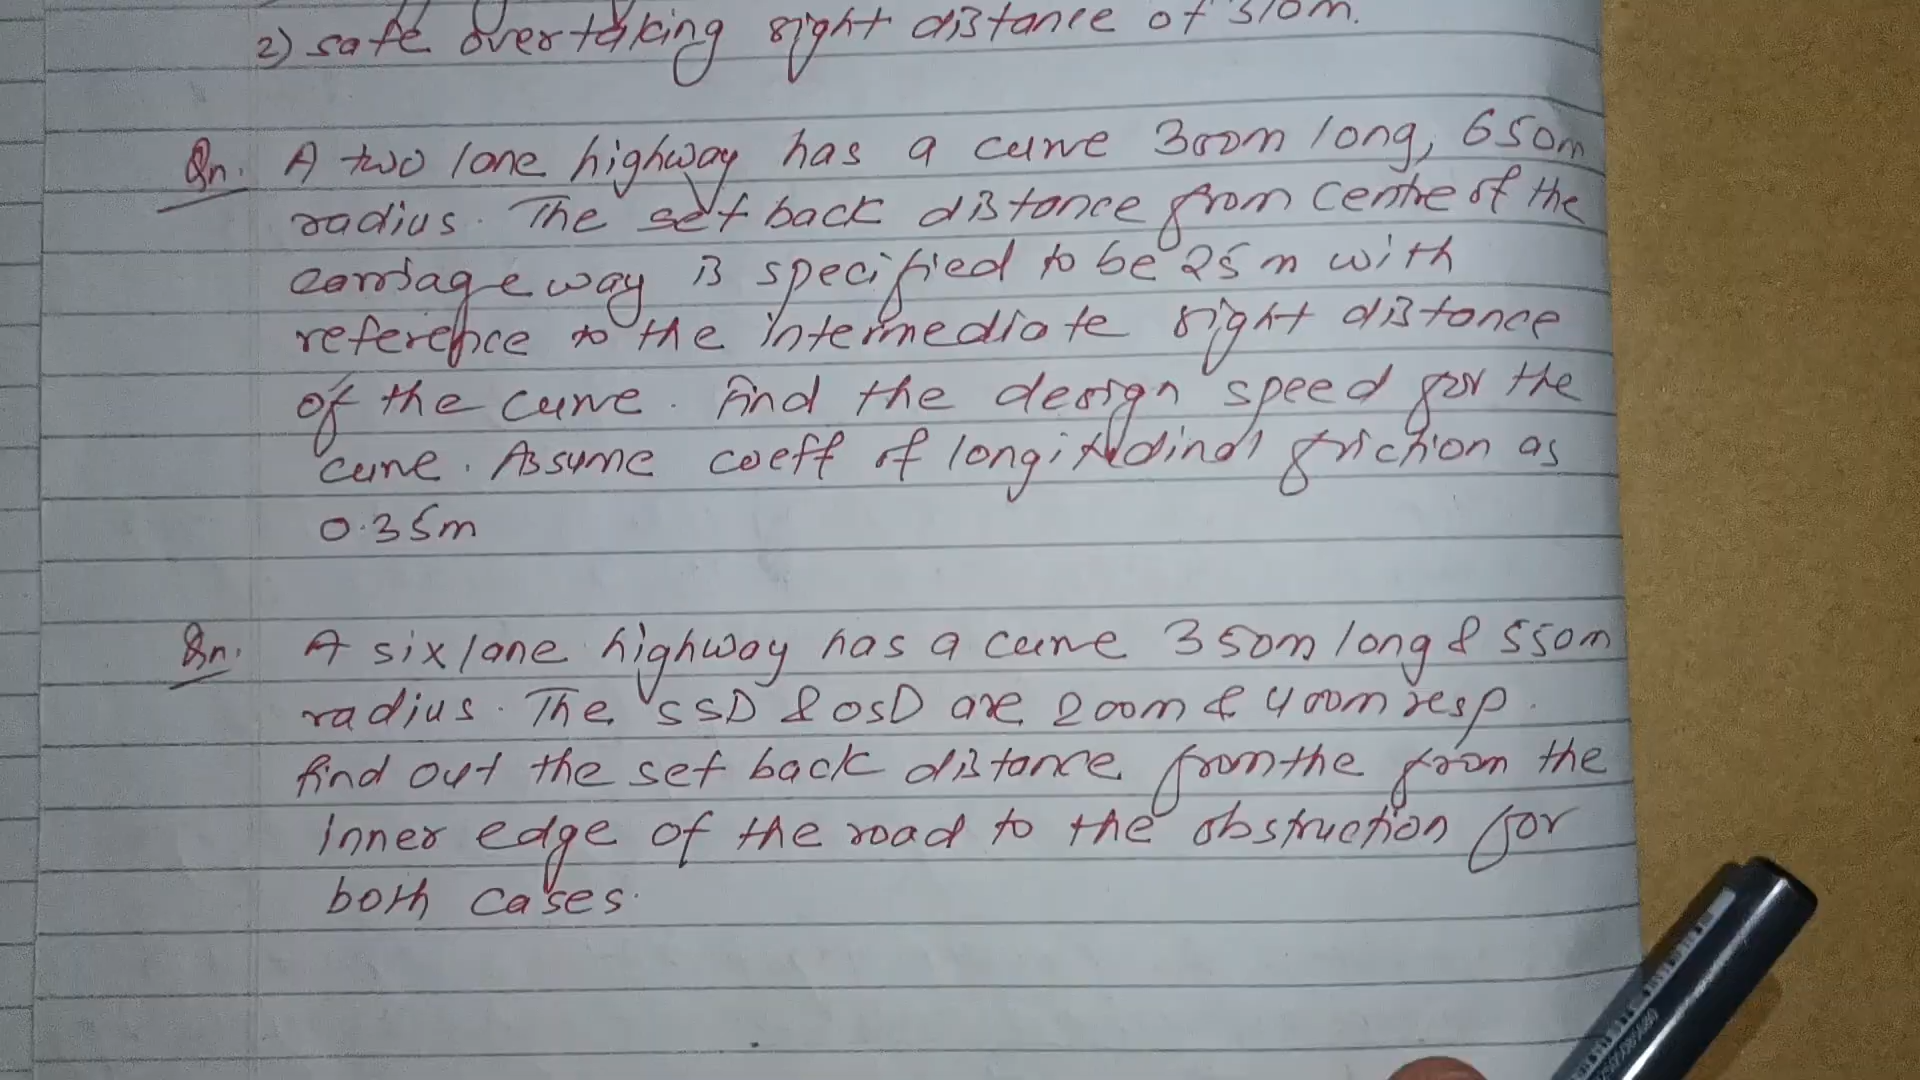 2) safe overtaking sight distance of 310m.
Qn. A two lane highway has a curve 300m long, 650m
radius. The set back distance from centre of the
carriage way is specified to be 25 m with
reference to the intermediate sight distance
of the curve. Find the design speed for the
curve. Assume coeff of longitudinal friction as
0.35m
Qn. A six lane highway has a curve 350m long & 550m
radius. The SSD & OSD are 200m & 400m resp.
find out the set back distance from the from the
inner edge of the road to the obstruction for
both cases.